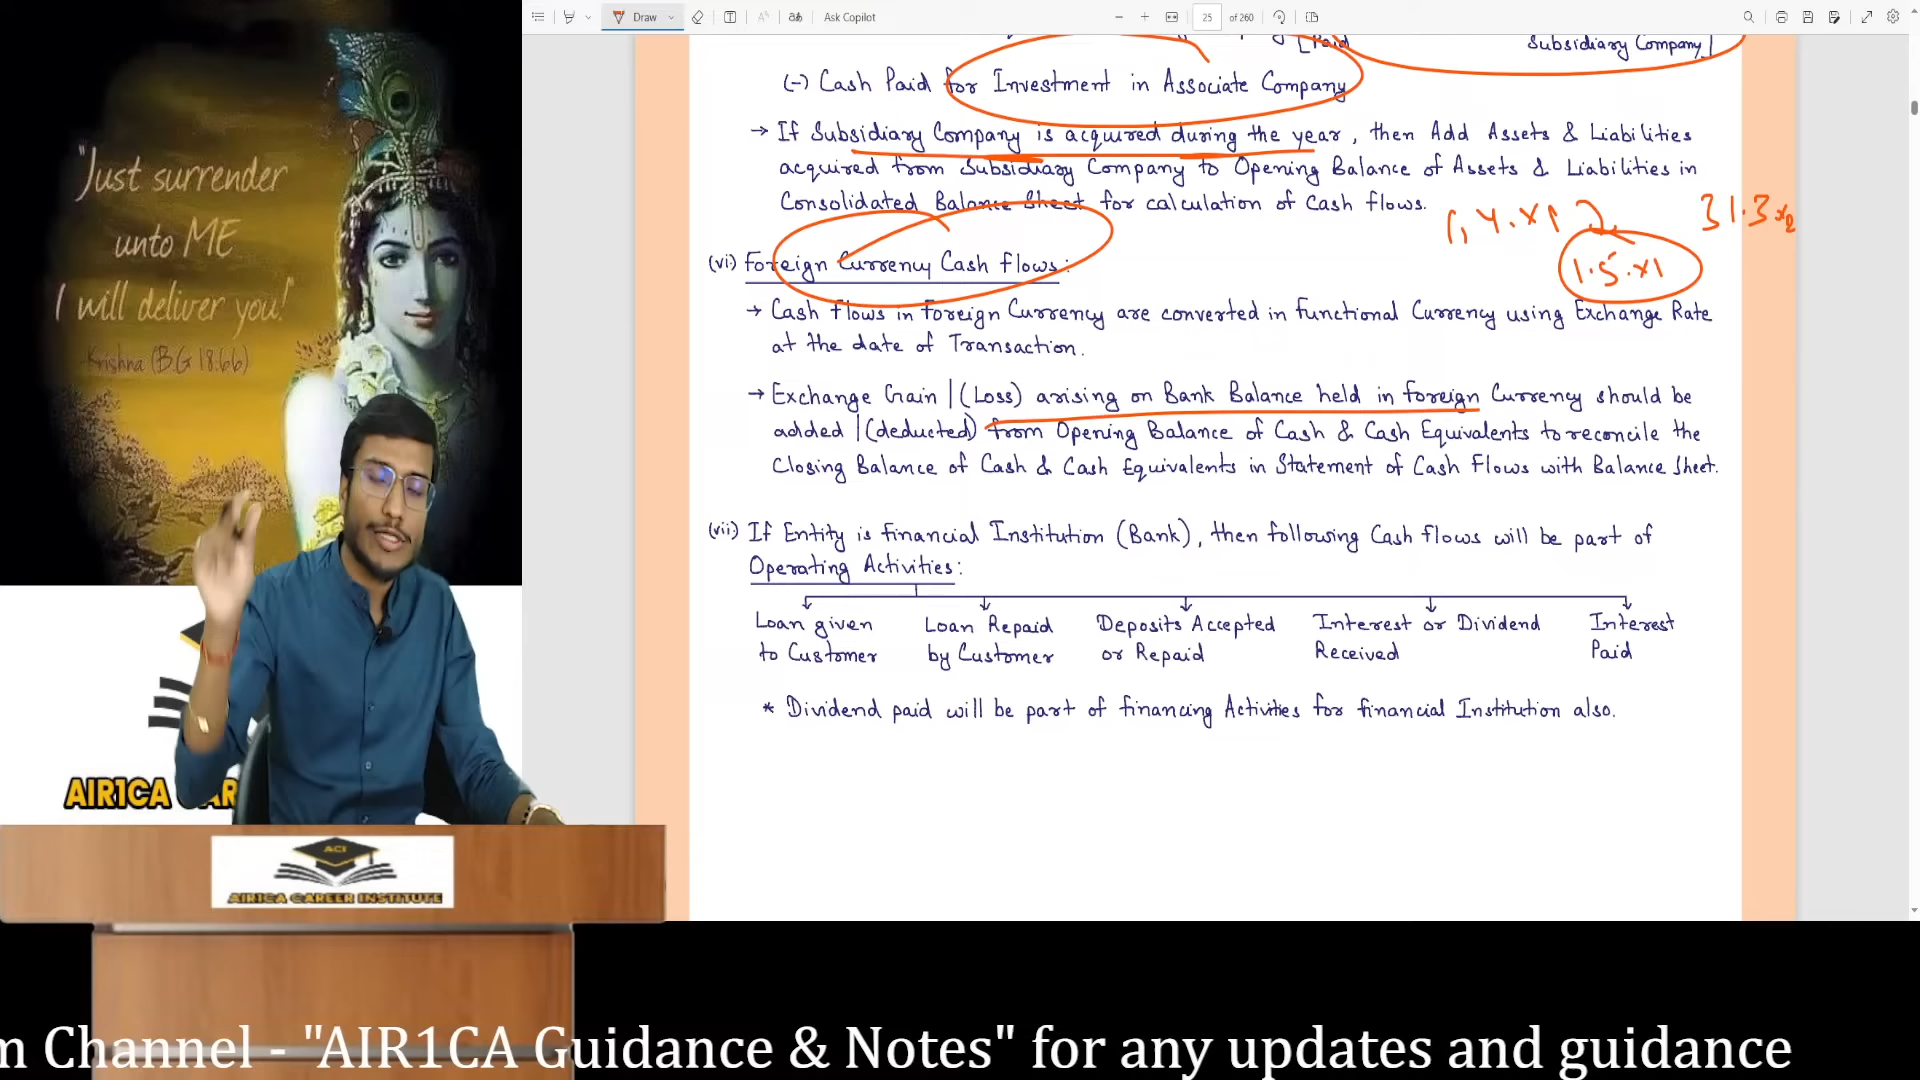 Draw
Ask Copilot
25
of 260
Subsidiary Company]
(-) Cash Paid for Investment in Associate Company
→ If Subsidiary Company is acquired during the year, then Add Assets & Liabilities
acquired from Subsidiary Company to Opening Balance of Assets & Liabilities in
Consolidated Balance Sheet for calculation of Cash flows.
31.3.x2
1.5.x1
(vi) Foreign Currency Cash Flows:
→ Cash flows in Foreign Currency are converted in functional Currency using Exchange Rate
at the date of Transaction.
→ Exchange Gain | (Loss) arising on Bank Balance held in foreign Currency should be
added | (deducted) from Opening Balance of Cash & Cash Equivalents to reconcile the
Closing Balance of Cash & Cash Equivalents in Statement of Cash Flows with Balance Sheet.
(vii) If Entity is financial Institution (Bank), then following Cash flows will be part of
Operating Activities:
Loan given
to Customer
Loan Repaid
by Customer
Deposits Accepted
or Repaid
Interest or Dividend
Received
Interest
Paid
* Dividend paid will be part of financing Activities for financial Institution also.
"Just surrender
unto ME
I will deliver you!"
-Krishna (B.G 18.66)
AIR1CA CAR
ACI
AIR1CA CAREER INSTITUTE
m Channel - "AIR1CA Guidance & Notes" for any updates and guidance